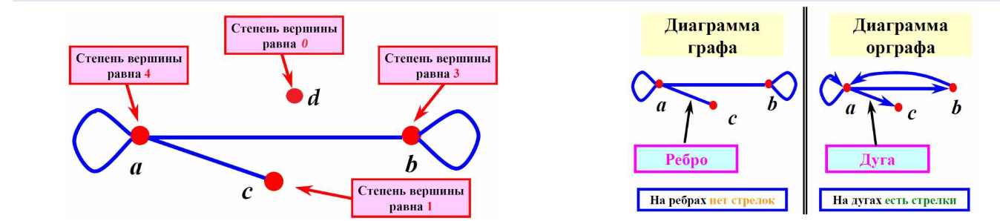 Степень вершины
равна 0
Степень вершины
равна 4
Степень вершины
равна 3
d
a
b
c
Степень вершины
равна 1
Диаграмма
графа
a
b
c
Ребро
На ребрах нет стрелок
Диаграмма
орграфа
a
c
b
Дуга
На дугах есть стрелки